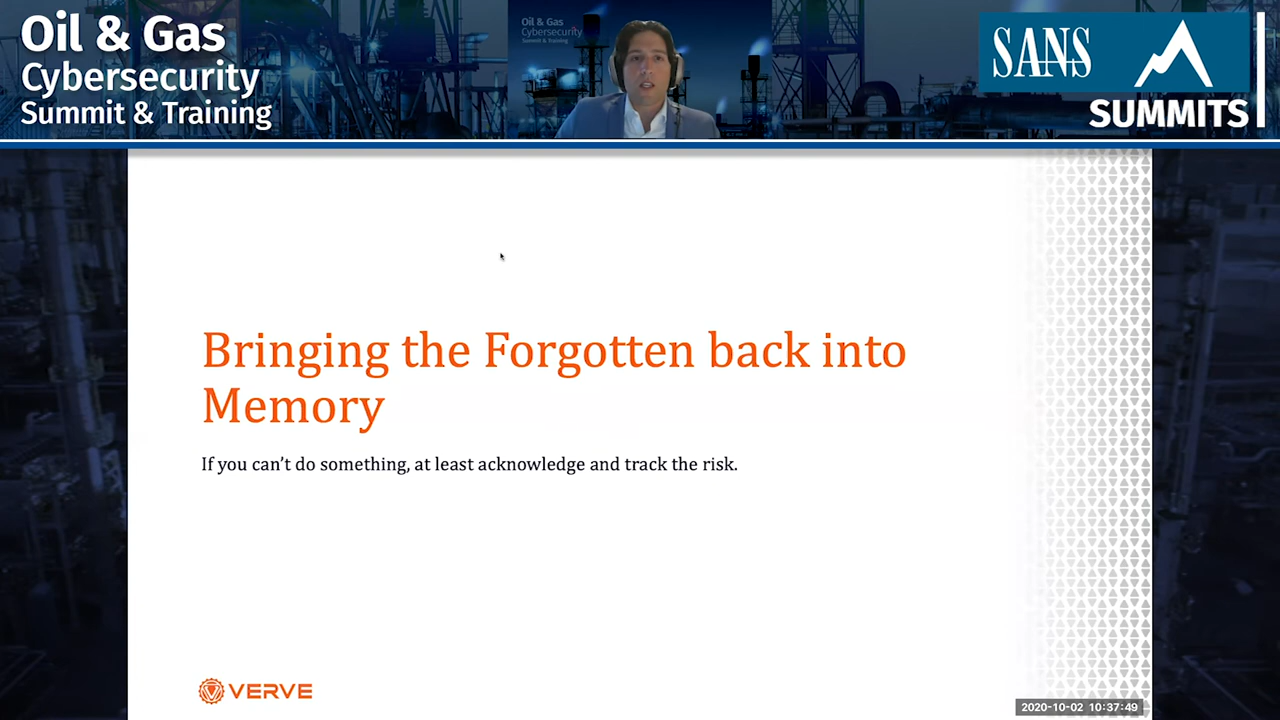 Oil & Gas
Cybersecurity
Summit & Training
Oil & Gas
Cybersecurity
Summit & Training
SANS
SUMMITS
Bringing the Forgotten back into
Memory
If you can’t do something, at least acknowledge and track the risk.
VERVE
2020-10-02 10:37:49